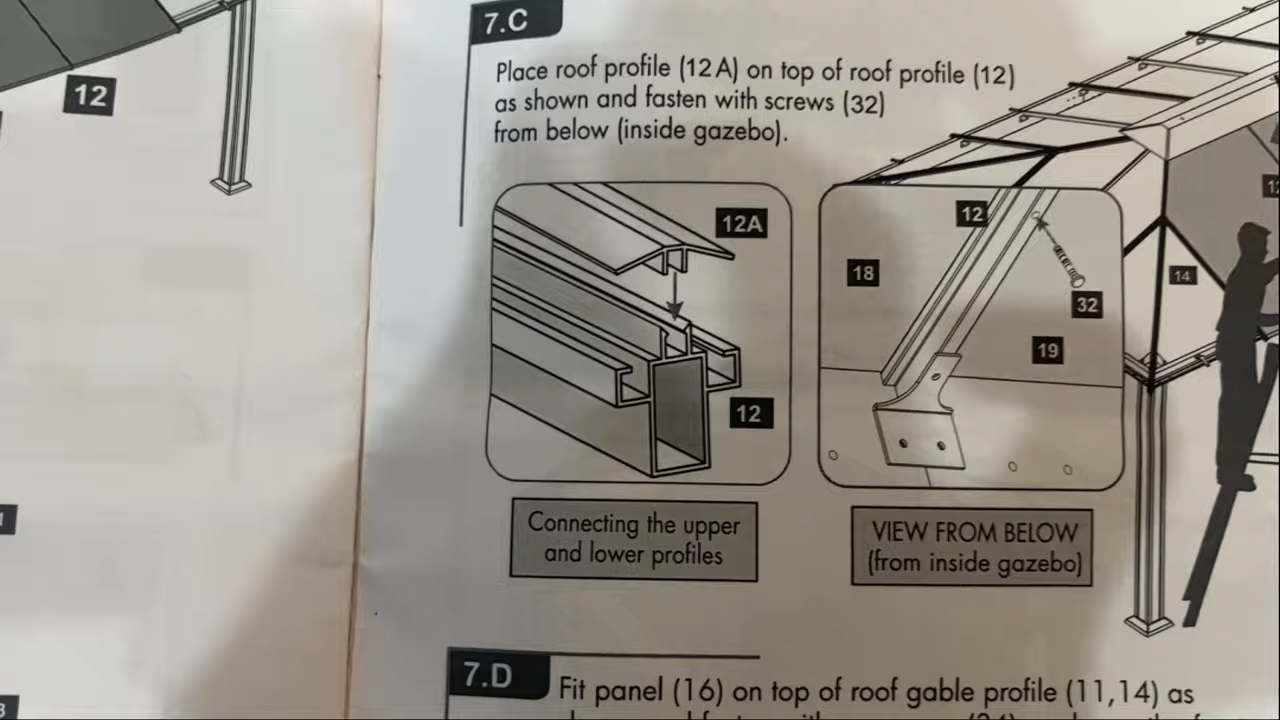 12
7.C
Place roof profile (12A) on top of roof profile (12)
as shown and fasten with screws (32)
from below (inside gazebo).
12A
12
12
18
32
19
14
Connecting the upper
and lower profiles
VIEW FROM BELOW
(from inside gazebo)
7.D
Fit panel (16) on top of roof gable profile (11,14) as